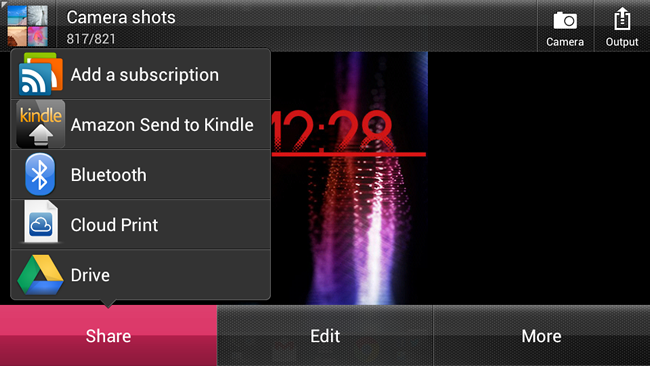 Camera shots
817/821
Camera
Output
Add a subscription
kindle
Amazon Send to Kindle
Bluetooth
Cloud Print
Drive
12:28
Share
Edit
More